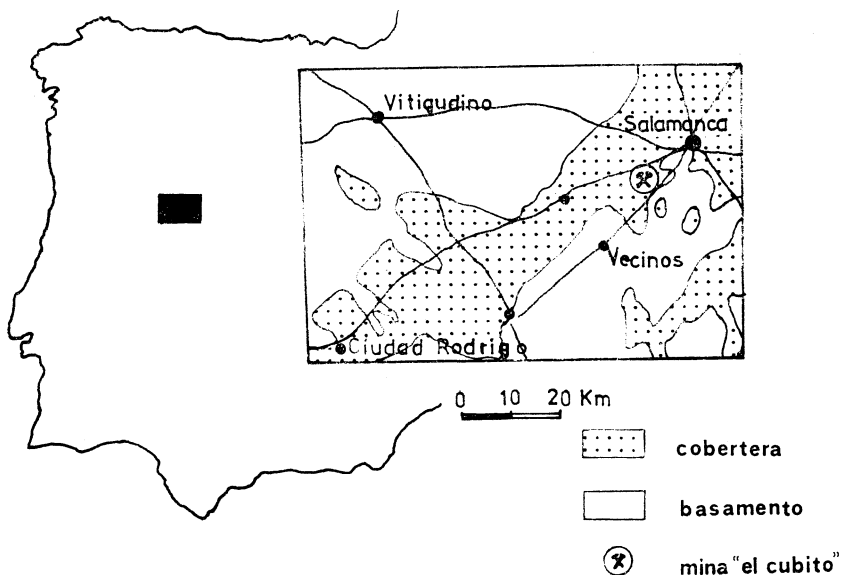 Vitigudino
Salamanca
Vecinos
Ciudad Rodrigo
0 10 20 Km
cobertera
basamento
mina "el cubito"